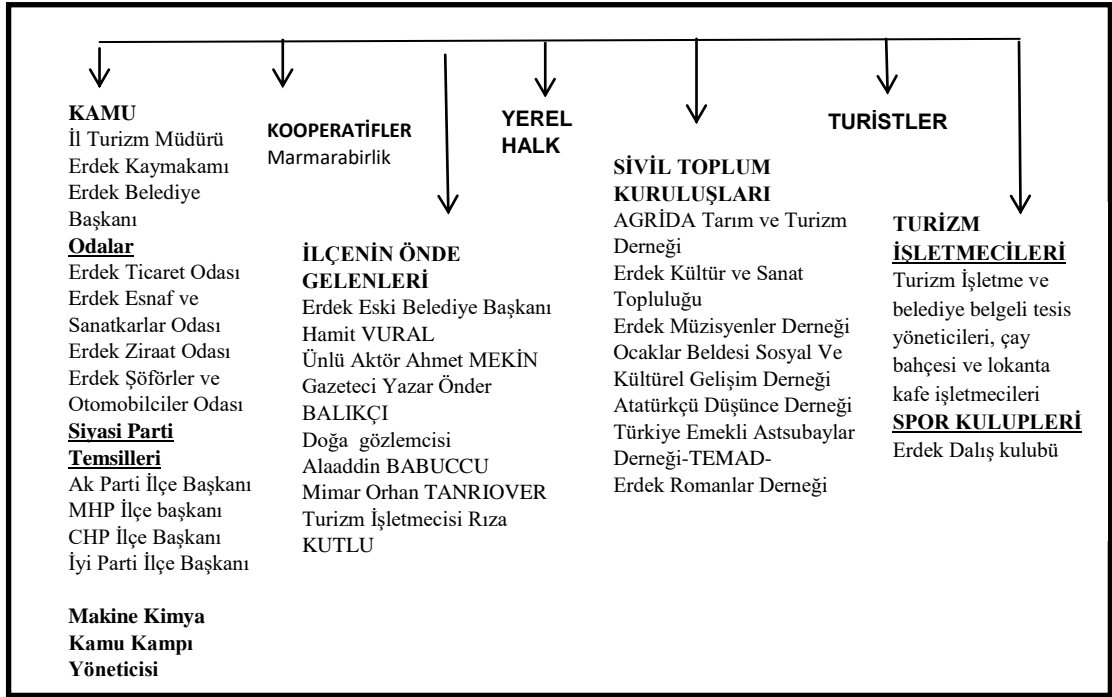 KAMU
İl Turizm Müdürü
Erdek Kaymakamı
Erdek Belediye
Başkanı
Odalar
Erdek Ticaret Odası
Erdek Esnaf ve
Sanatkarlar Odası
Erdek Ziraat Odası
Erdek Şöförler ve
Otomobilciler Odası
Siyasi Parti
Temsilleri
Ak Parti İlçe Başkanı
MHP İlçe başkanı
CHP İlçe Başkanı
İyi Parti İlçe Başkanı
Makine Kimya
Kamu Kampı
Yöneticisi
KOOPERATİFLER
Marmarabirlik
İLÇENİN ÖNDE
GELENLERİ
Erdek Eski Belediye Başkanı
Hamit VURAL
Ünlü Aktör Ahmet MEKİN
Gazeteci Yazar Önder
BALIKÇI
Doğa gözlemcisi
Alaaddin BABUCCU
Mimar Orhan TANRIOVER
Turizm İşletmecisi Rıza
KUTLU
YEREL
HALK
SİVİL TOPLUM
KURULUŞLARI
AGRİDA Tarım ve Turizm
Derneği
Erdek Kültür ve Sanat
Topluluğu
Erdek Müzisyenler Derneği
Ocaklar Beldesi Sosyal Ve
Kültürel Gelişim Derneği
Atatürkçü Düşünce Derneği
Türkiye Emekli Astsubaylar
Derneği-TEMAD-
Erdek Romanlar Derneği
TURİSTLER
TURİZM
İŞLETMECİLERİ
Turizm İşletme ve
belediye belgeli tesis
yöneticileri, çay
bahçesi ve lokanta
kafe işletmecileri
SPOR KULUPLERİ
Erdek Dalış kulubü